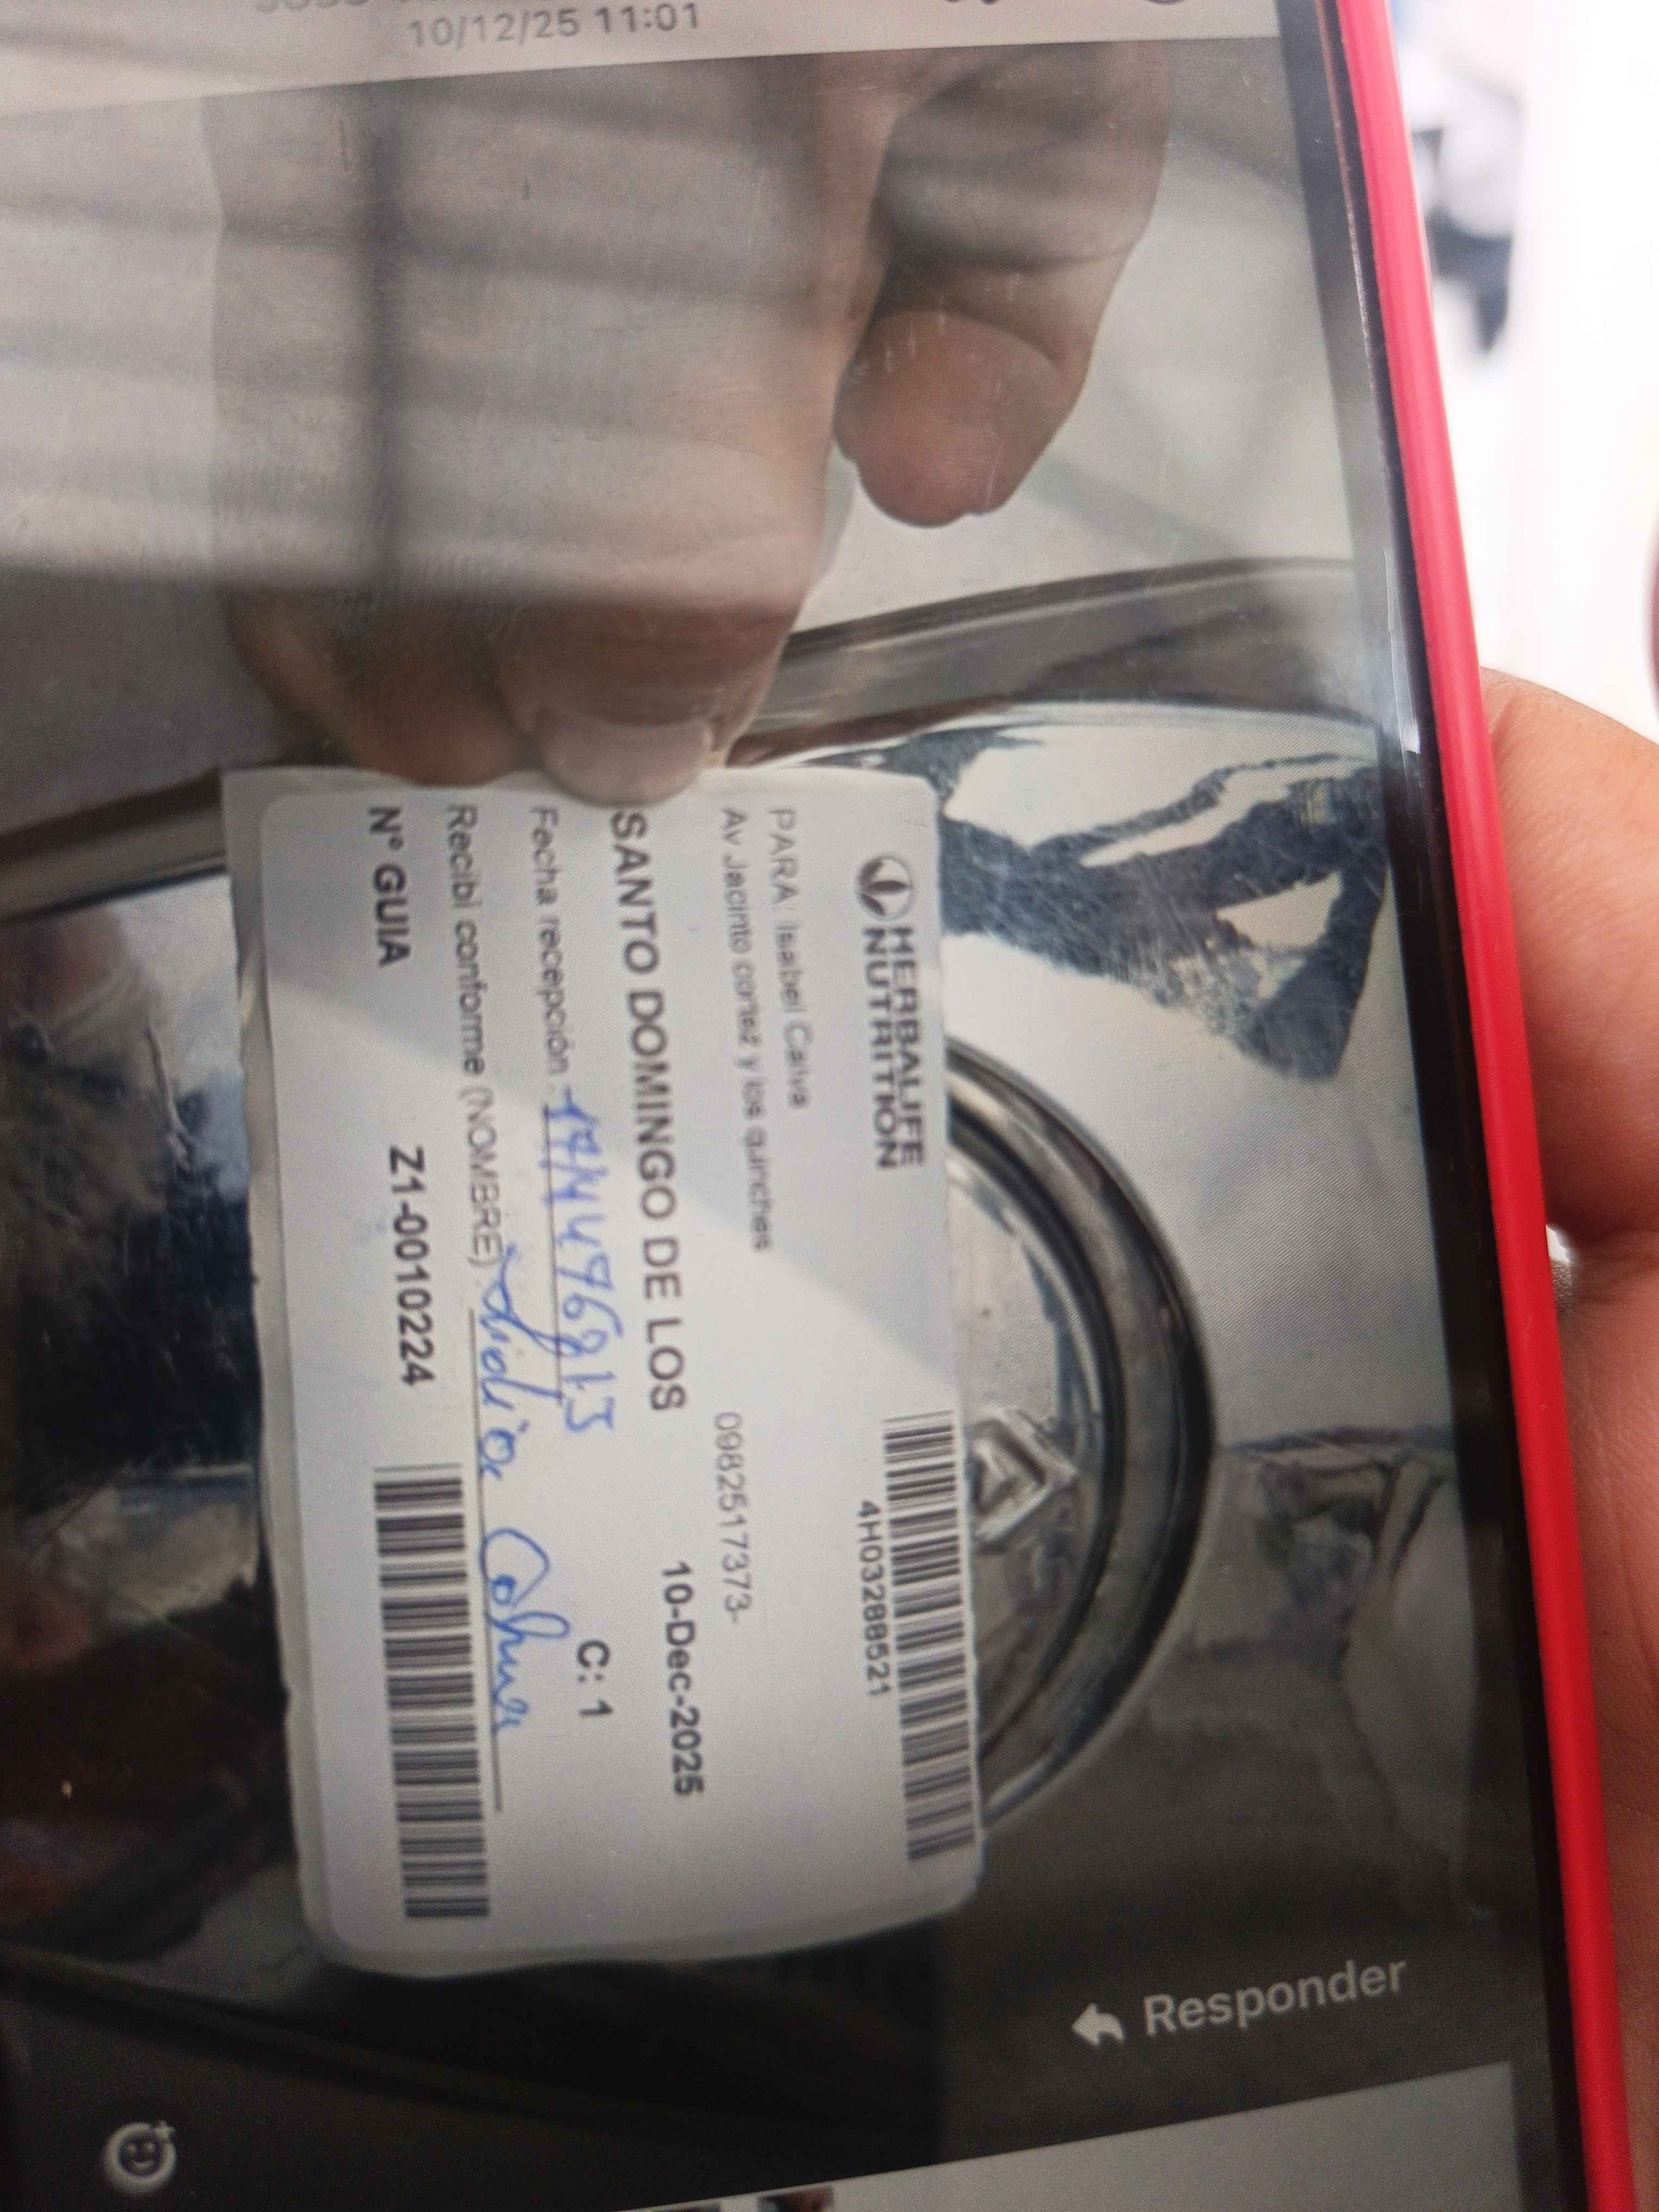 10/12/25 11:01
HERBALIFE
NUTRITION
4H03288521
PARA: Isabel Calva
Av Jacinto cortez y los quinches
0982517373-
SANTO DOMINGO DE LOS
10-Dec-2025
Fecha recepción:
C: 1
Recibí conforme (NOMBRE):
Nº GUIA
Z1-0010224
Responder